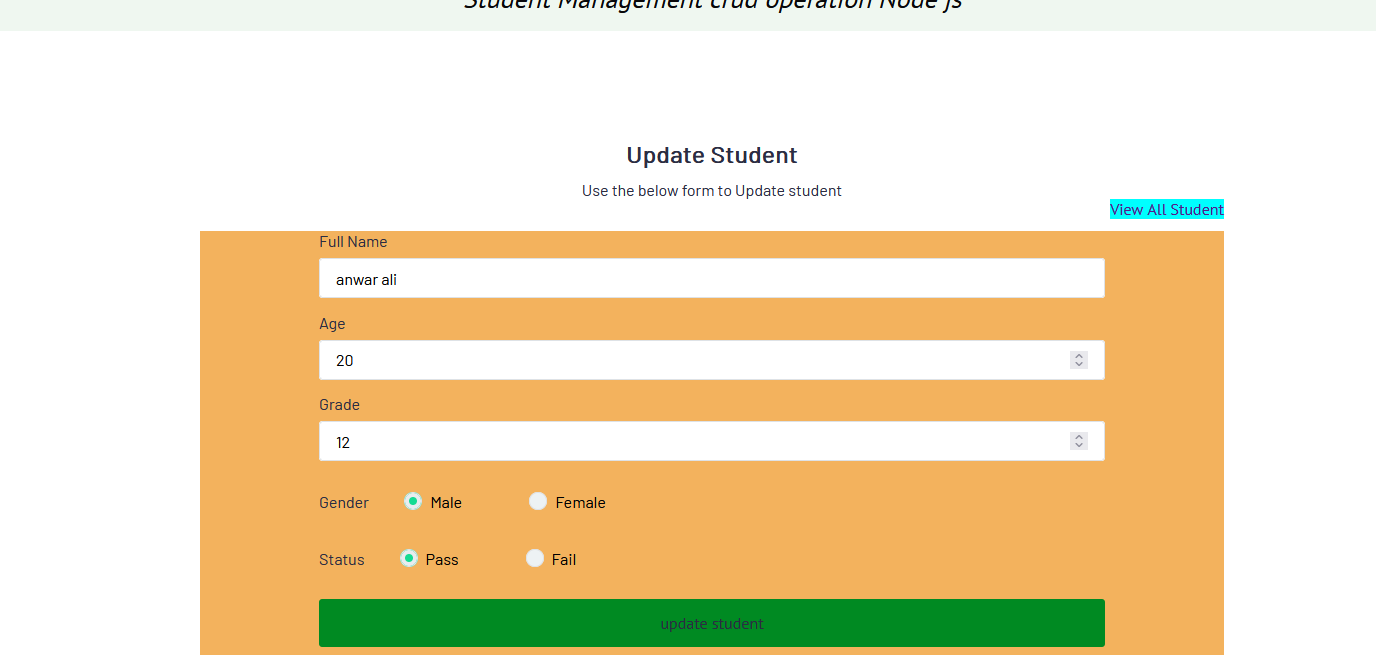 Student Management crud operation Node js
Update Student
Use the below form to Update student
View All Student
Full Name
anwar ali
Age
20
Grade
12
Gender Male Female
Status Pass Fail
update student